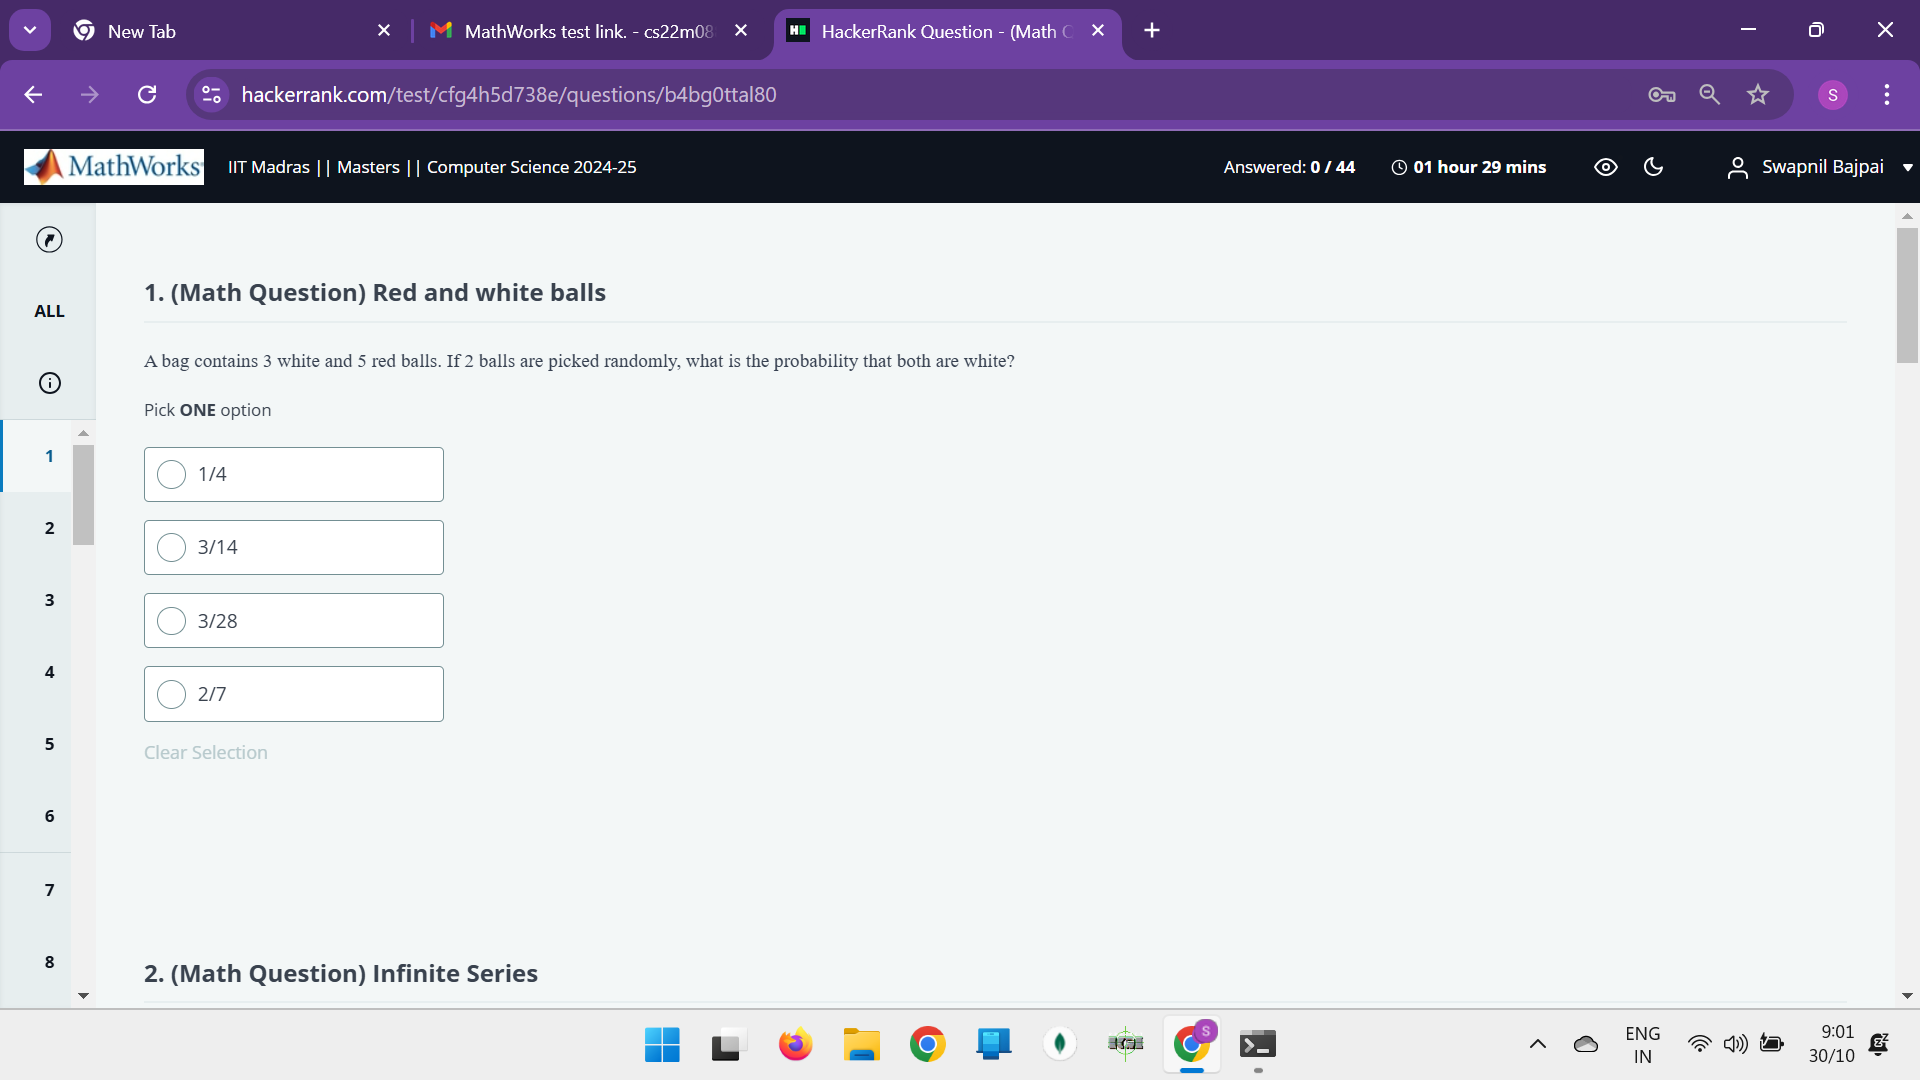 New Tab
MathWorks test link. - cs22m08
HackerRank Question - (Math
hackerrank.com/test/cfg4h5d738e/questions/b4bg0ttal80
S
MathWorks
IIT Madras || Masters || Computer Science 2024-25
Answered: 0 / 44
01 hour 29 mins
Swapnil Bajpai
ALL
1
2
3
4
5
6
7
8
1. (Math Question) Red and white balls
A bag contains 3 white and 5 red balls. If 2 balls are picked randomly, what is the probability that both are white?
Pick ONE option
1/4
3/14
3/28
2/7
Clear Selection
2. (Math Question) Infinite Series
S
ENG
IN
9:01
30/10